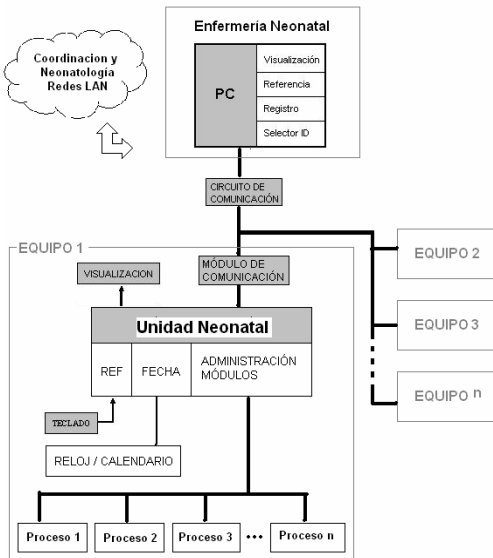 Enfermería Neonatal
Coordinacion y
Neonatología
Redes LAN
PC
Visualización
Referencia
Registro
Selector ID
CIRCUITO DE
COMUNICACIÓN
EQUIPO 1
VISUALIZACION
MÓDULO DE
COMUNICACIÓN
EQUIPO 2
EQUIPO 3
EQUIPO n
Unidad Neonatal
REF
FECHA
ADMINISTRACIÓN
MÓDULOS
TECLADO
RELOJ / CALENDARIO
Proceso 1
Proceso 2
Proceso 3
•••
Proceso n